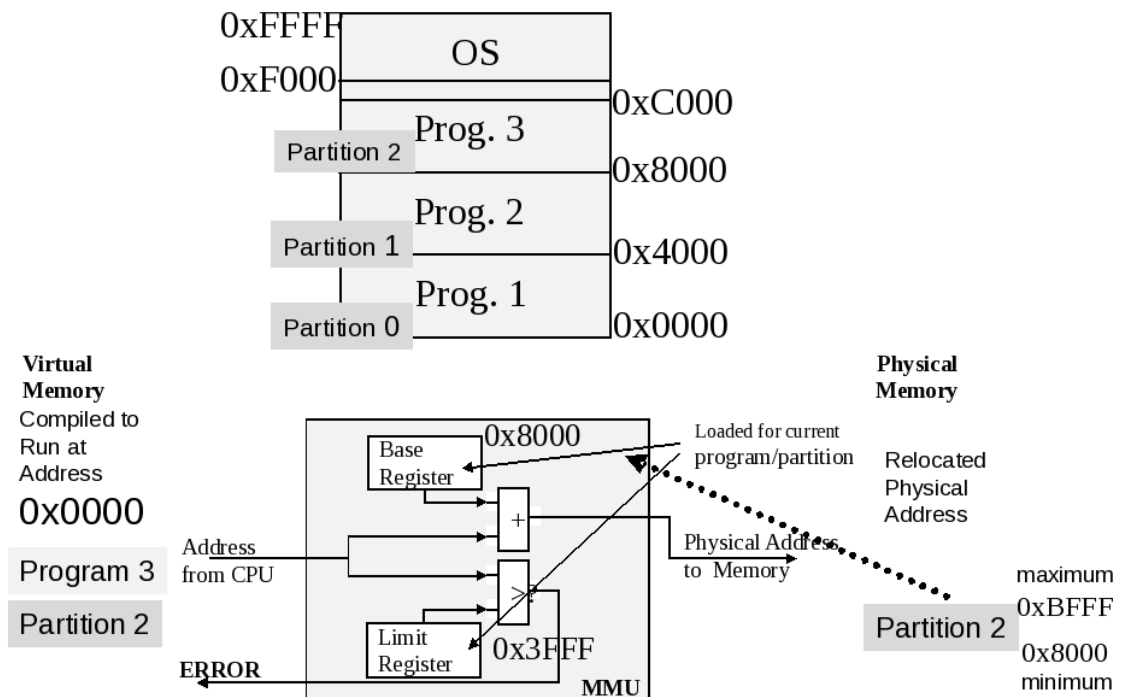 0xFFFF
OS
0xF000
0xC000
Prog. 3
Partition 2
0x8000
Prog. 2
Partition 1
0x4000
Prog. 1
Partition 0
0x0000
Virtual
Memory
Compiled to
Run at
Address
0x0000
Program 3
Partition 2
Address
from CPU
ERROR
Base
Register
0x8000
+
>?
Limit
Register
0x3FFF
MMU
Loaded for current
program/partition
Physical Address
to Memory
Physical
Memory
Relocated
Physical
Address
maximum
0xBFFF
Partition 2
0x8000
minimum